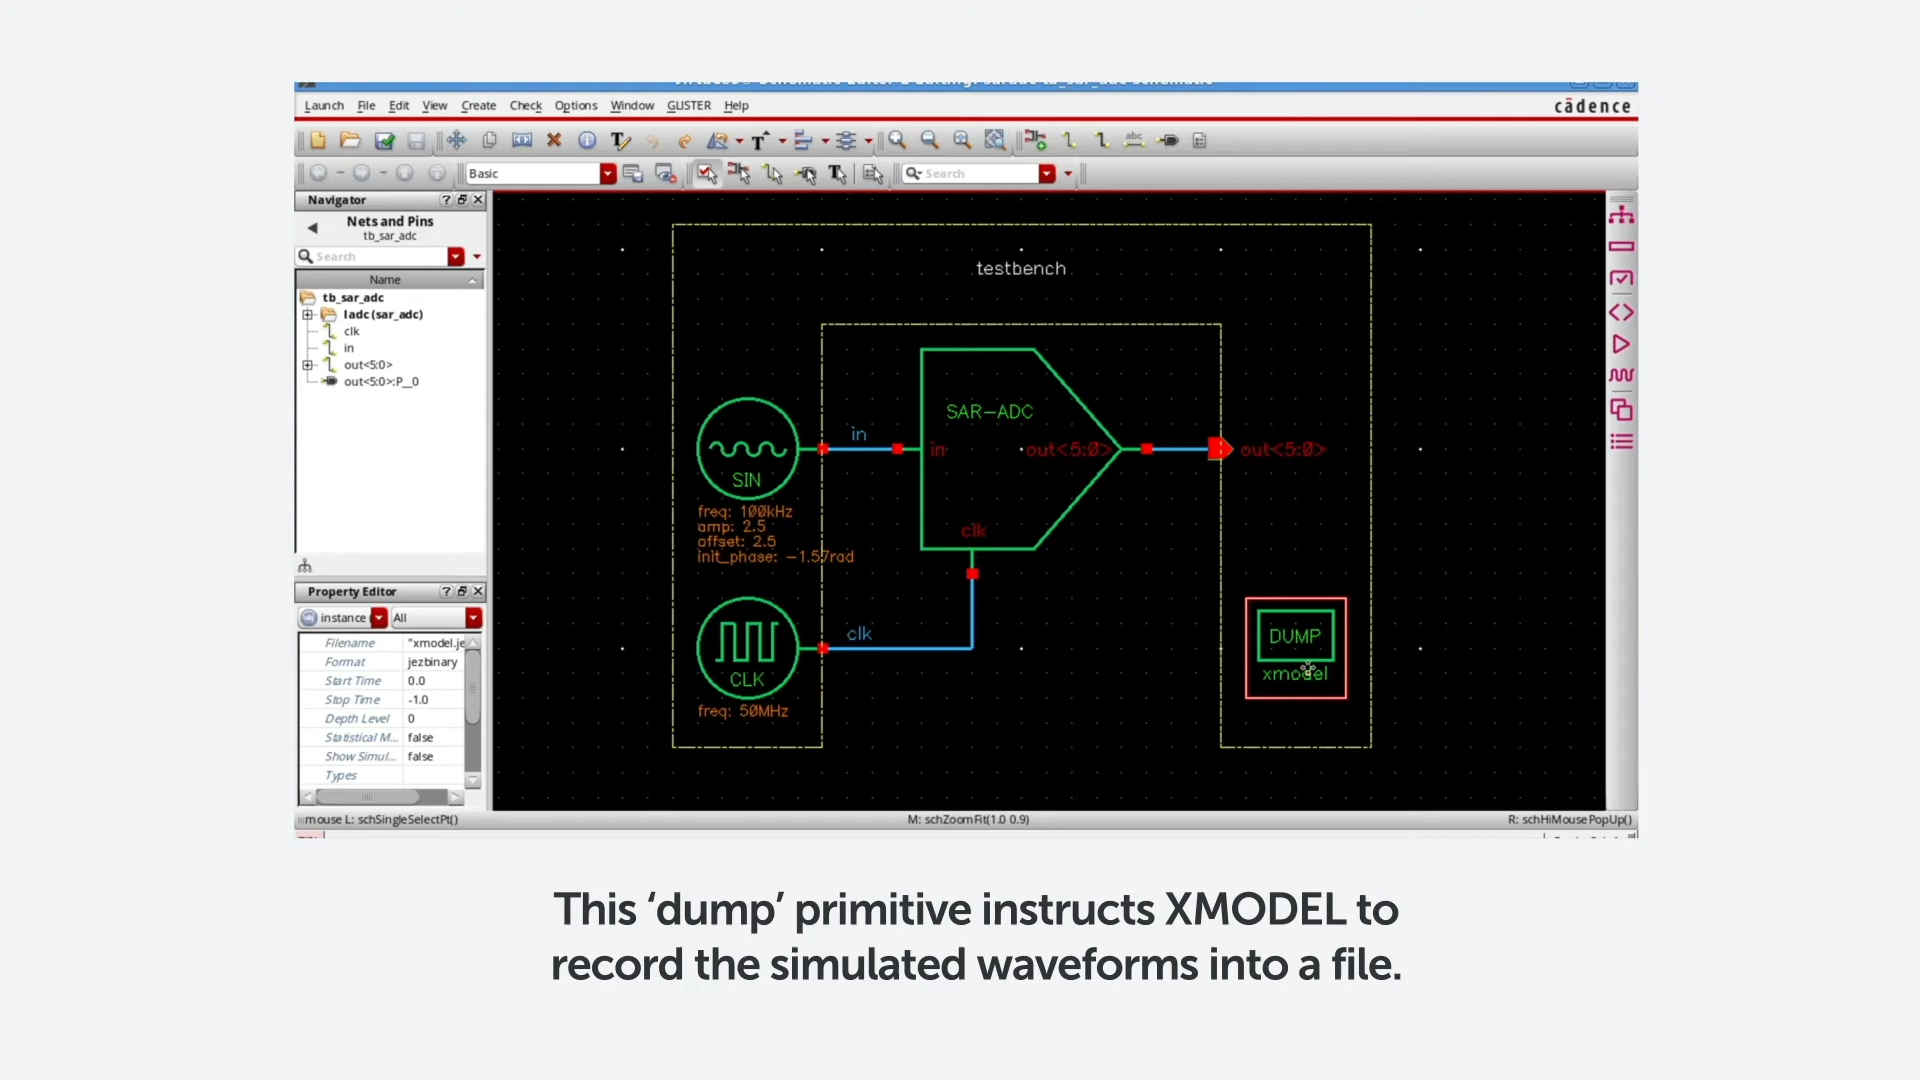 Launch File Edit View Create Check Options Window GLISTER Help
cādence
Basic
Search
Navigator
Nets and Pins
tb_sar_adc
Search
Name
tb_sar_adc
Iadc (sar_adc)
clk
in
out<5:0>
out<5:0>:P__0
Property Editor
instance All
Filename "xmodel.je
Format jezbinary
Start Time 0.0
Stop Time -1.0
Depth Level 0
Statistical M... false
Show Simul... false
Types
testbench
SAR-ADC
in
in
out<5:0>
out<5:0>
clk
SIN
freq: 100kHz
amp: 2.5
offset: 2.5
init_phase: -1.57rad
clk
CLK
freq: 50MHz
DUMP
xmodel
mouse L: schSingleSelectPt()
M: schZoomFit(1.0 0.9)
R: schHiMousePopUp()
This ‘dump’ primitive instructs XMODEL to
record the simulated waveforms into a file.